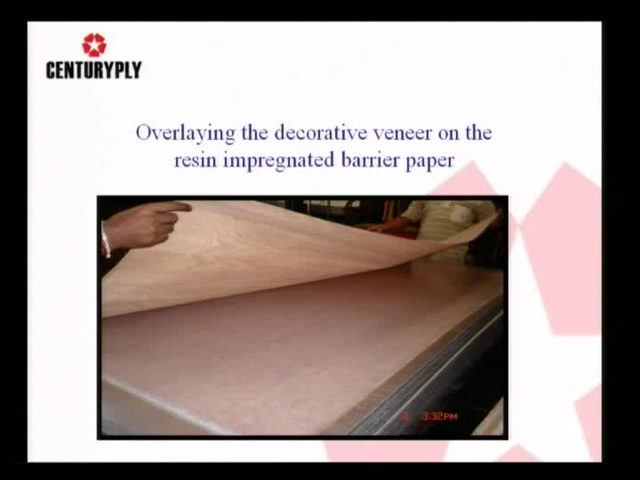 CENTURYPLY
Overlaying the decorative veneer on the
resin impregnated barrier paper
3:32PM